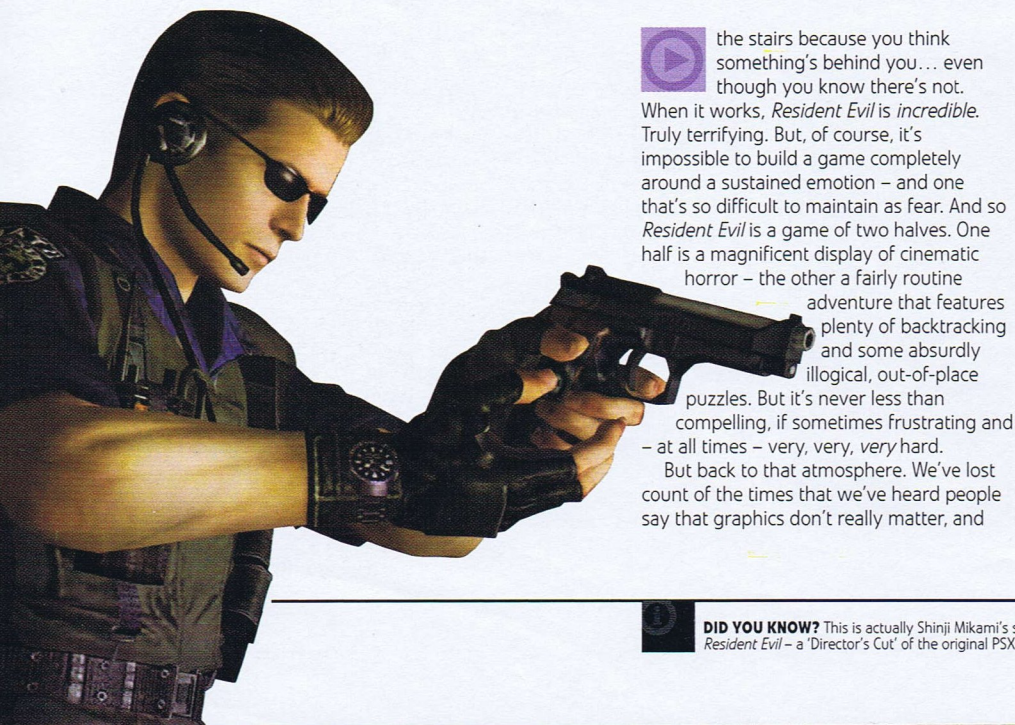 the stairs because you think
something's behind you… even
though you know there's not.
When it works, Resident Evil is incredible.
Truly terrifying. But, of course, it's
impossible to build a game completely
around a sustained emotion – and one
that's so difficult to maintain as fear. And so
Resident Evil is a game of two halves. One
half is a magnificent display of cinematic
horror – the other a fairly routine
adventure that features
plenty of backtracking
and some absurdly
illogical, out-of-place
puzzles. But it's never less than
compelling, if sometimes frustrating and
– at all times – very, very, very hard.
But back to that atmosphere. We've lost
count of the times that we've heard people
say that graphics don't really matter, and
DID YOU KNOW? This is actually Shinji Mikami's s
Resident Evil – a 'Director's Cut' of the original PSX